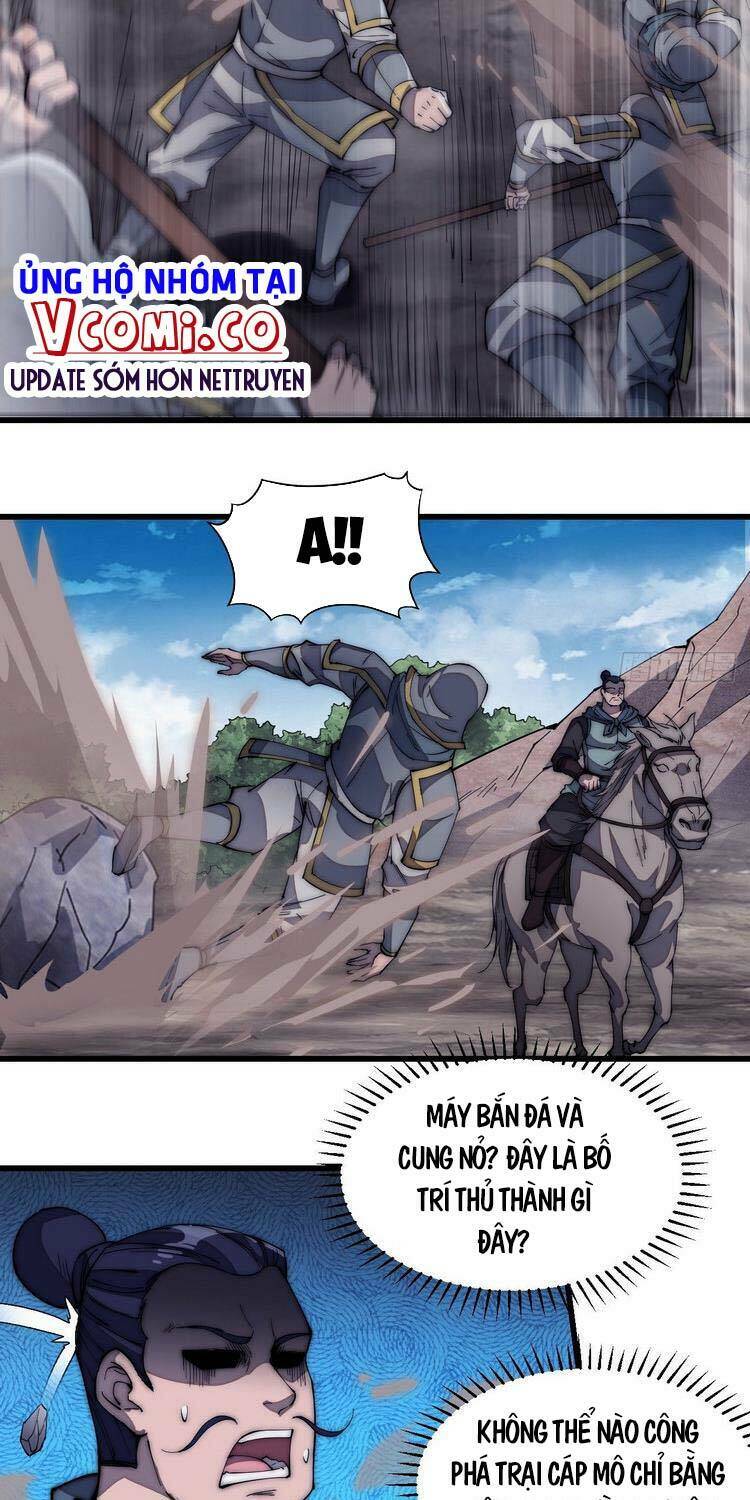 ỦNG HỘ NHÓM TẠI
VCOMI.CO
UPDATE SỚM HƠN NETTRUYEN
A!!
MÁY BẮN ĐÁ VÀ
CUNG NỎ? ĐÂY LÀ BỐ
TRÍ THỦ THÀNH GÌ
ĐÂY?
KHÔNG THỂ NÀO CÔNG
PHÁ TRẠI CÁP MÔ CHỈ BẰNG